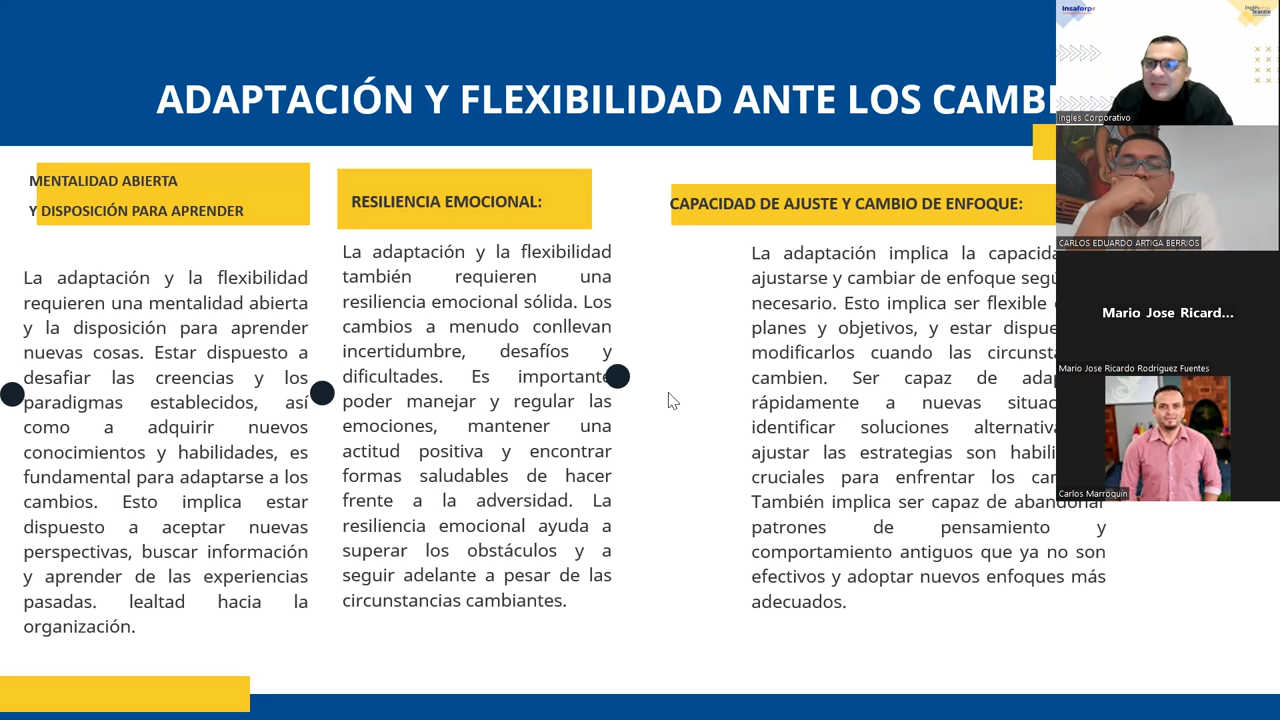 ADAPTACIÓN Y FLEXIBILIDAD ANTE LOS CAMB
MENTALIDAD ABIERTA
Y DISPOSICIÓN PARA APRENDER
La adaptación y la flexibilidad
requieren una mentalidad abierta
y la disposición para aprender
nuevas cosas. Estar dispuesto a
desafiar las creencias y los
paradigmas establecidos, así
como a adquirir nuevos
conocimientos y habilidades, es
fundamental para adaptarse a los
cambios. Esto implica estar
dispuesto a aceptar nuevas
perspectivas, buscar información
y aprender de las experiencias
pasadas. lealtad hacia la
organización.
RESILIENCIA EMOCIONAL:
La adaptación y la flexibilidad
también requieren una
resiliencia emocional sólida. Los
cambios a menudo conllevan
incertidumbre, desafíos y
dificultades. Es importante
poder manejar y regular las
emociones, mantener una
actitud positiva y encontrar
formas saludables de hacer
frente a la adversidad. La
resiliencia emocional ayuda a
superar los obstáculos y a
seguir adelante a pesar de las
circunstancias cambiantes.
CAPACIDAD DE AJUSTE Y CAMBIO DE ENFOQUE:
La adaptación implica la capacida
ajustarse y cambiar de enfoque seg
necesario. Esto implica ser flexible
planes y objetivos, y estar dispue
modificarlos cuando las circunst
cambien. Ser capaz de ada
rápidamente a nuevas situac
identificar soluciones alternativa
ajustar las estrategias son habili
cruciales para enfrentar los ca
También implica ser capaz de abandonar
patrones de pensamiento y
comportamiento antiguos que ya no son
efectivos y adoptar nuevos enfoques más
adecuados.
Insaforp
Ingles Corporativo
CARLOS EDUARDO ARTIGA BERRIOS
Mario Jose Ricard...
Mario Jose Ricardo Rodriguez Fuentes
Carlos Marroquín